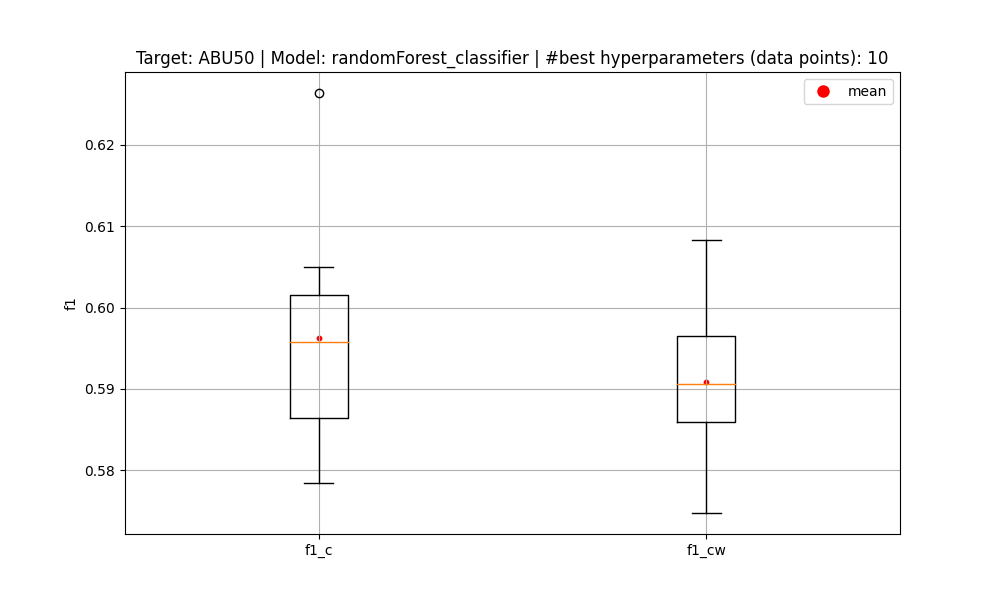 Target: ABU50 | Model: randomForest_classifier | #best hyperparameters (data points): 10
mean
0.62
0.61
0.60
0.59
0.58
f1
f1_c
f1_cw